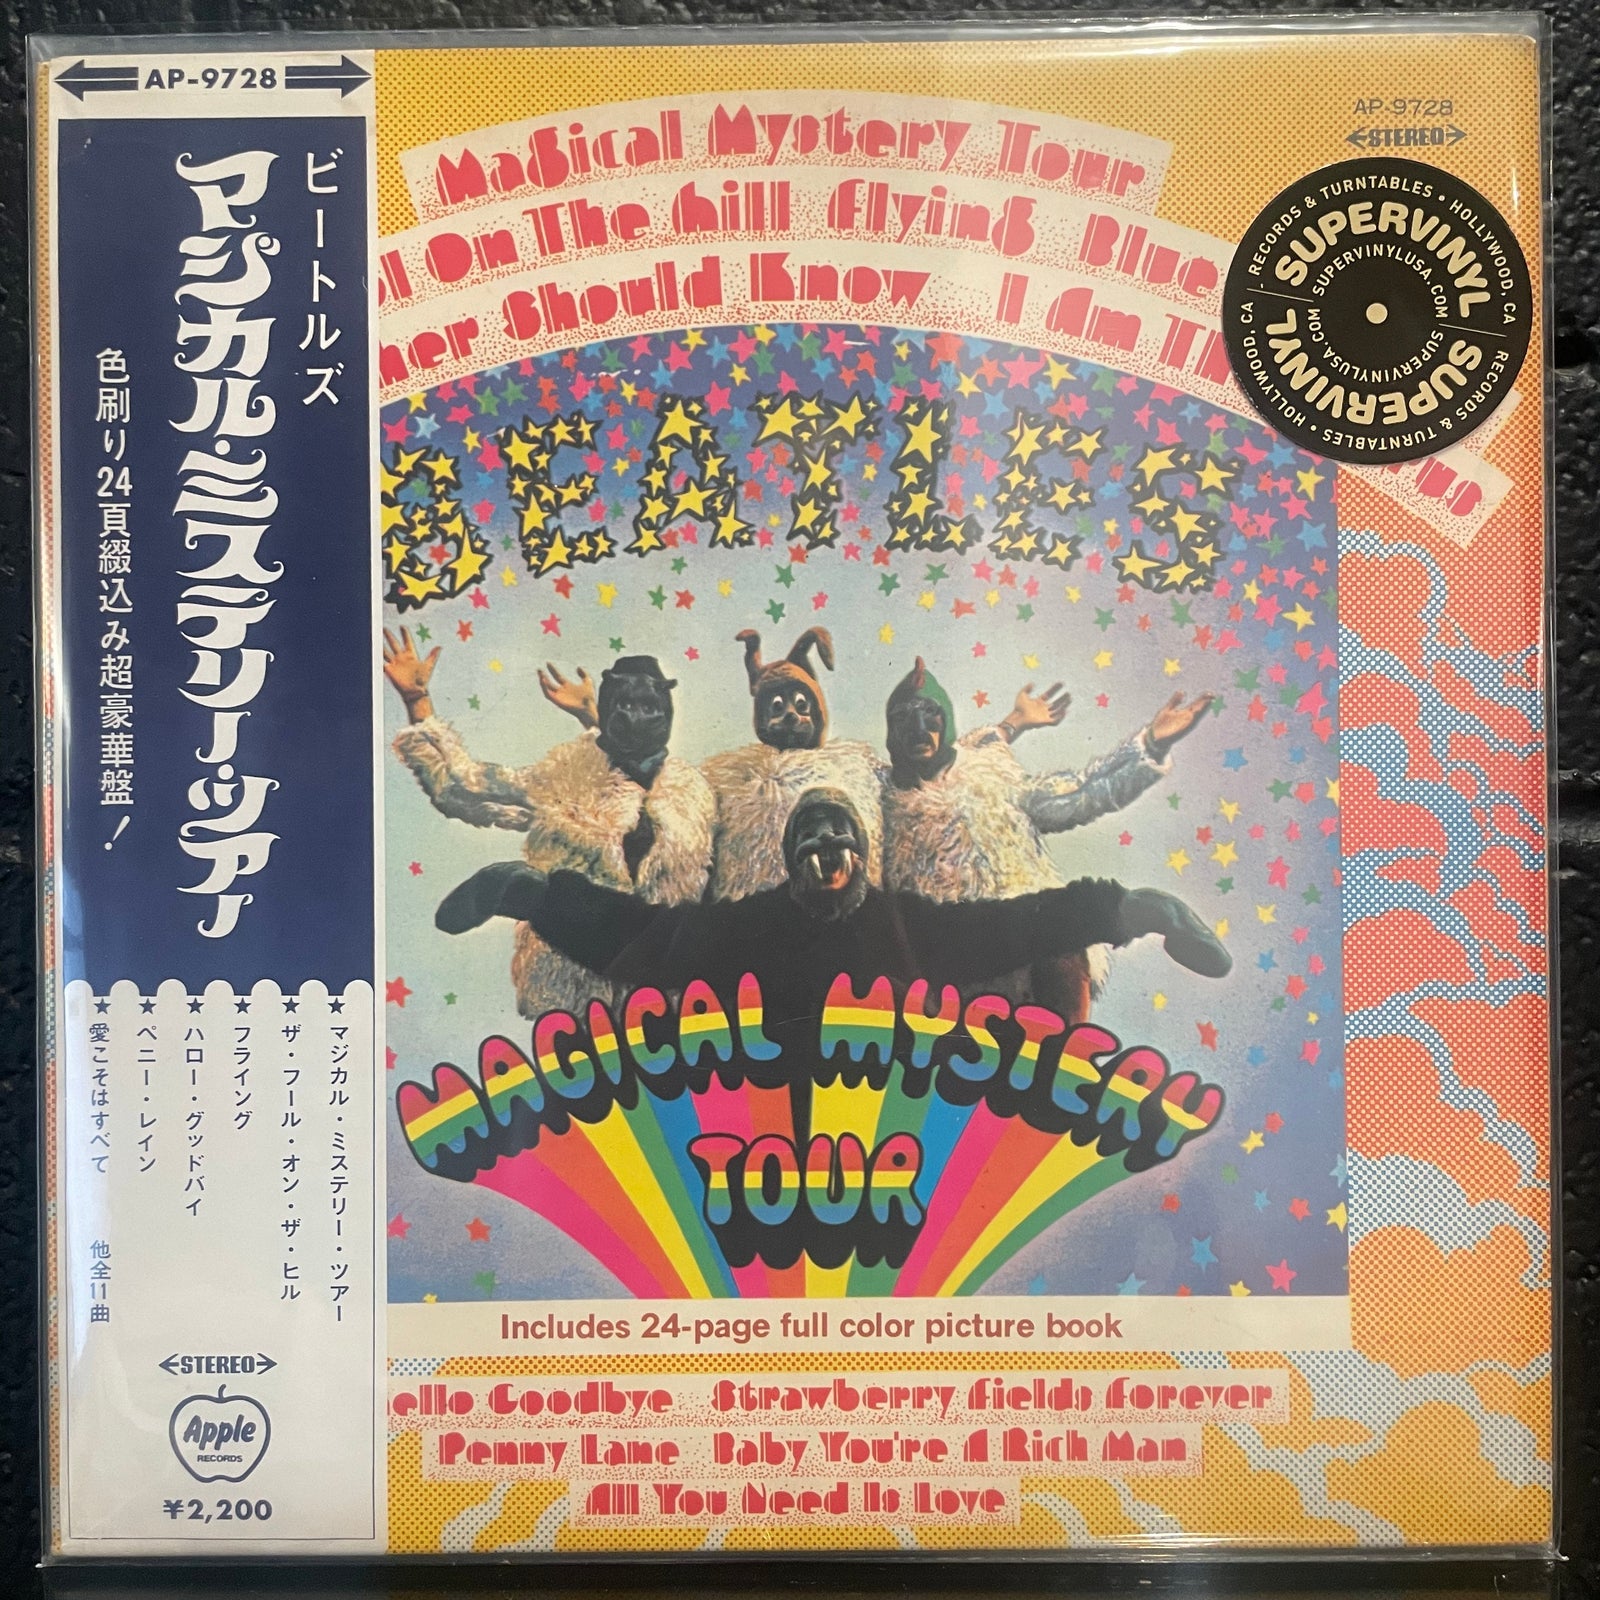 AP-9728
ビートルズ
マジカル・ミステリー・ツアー
色刷り24頁綴込み超豪華盤！
★マジカル・ミステリー・ツアー
★ザ・フール・オン・ザ・ヒル
★フライング
★ハロー・グッドバイ
★ペニー・レイン
★愛こそはすべて 他全11曲
STEREO
Apple
RECORDS
¥2,200
AP-9728
STEREO
Magical Mystery Tour
On The Hill Flying Blue
her Should Know I Am Th
rus
SUPERVINYL SUPERVINYL
RECORDS & TURNTABLES • HOLLYWOOD, CA
RECORDS & TURNTABLES • HOLLYWOOD, CA
SUPERVINYLUSA.COM SUPERVINYLUSA.COM
BEATLES
MAGICAL MYSTERY
TOUR
Includes 24-page full color picture book
ello Goodbye Strawberry Fields Forever
Penny Lane Baby You're A Rich Man
All You Need Is Love